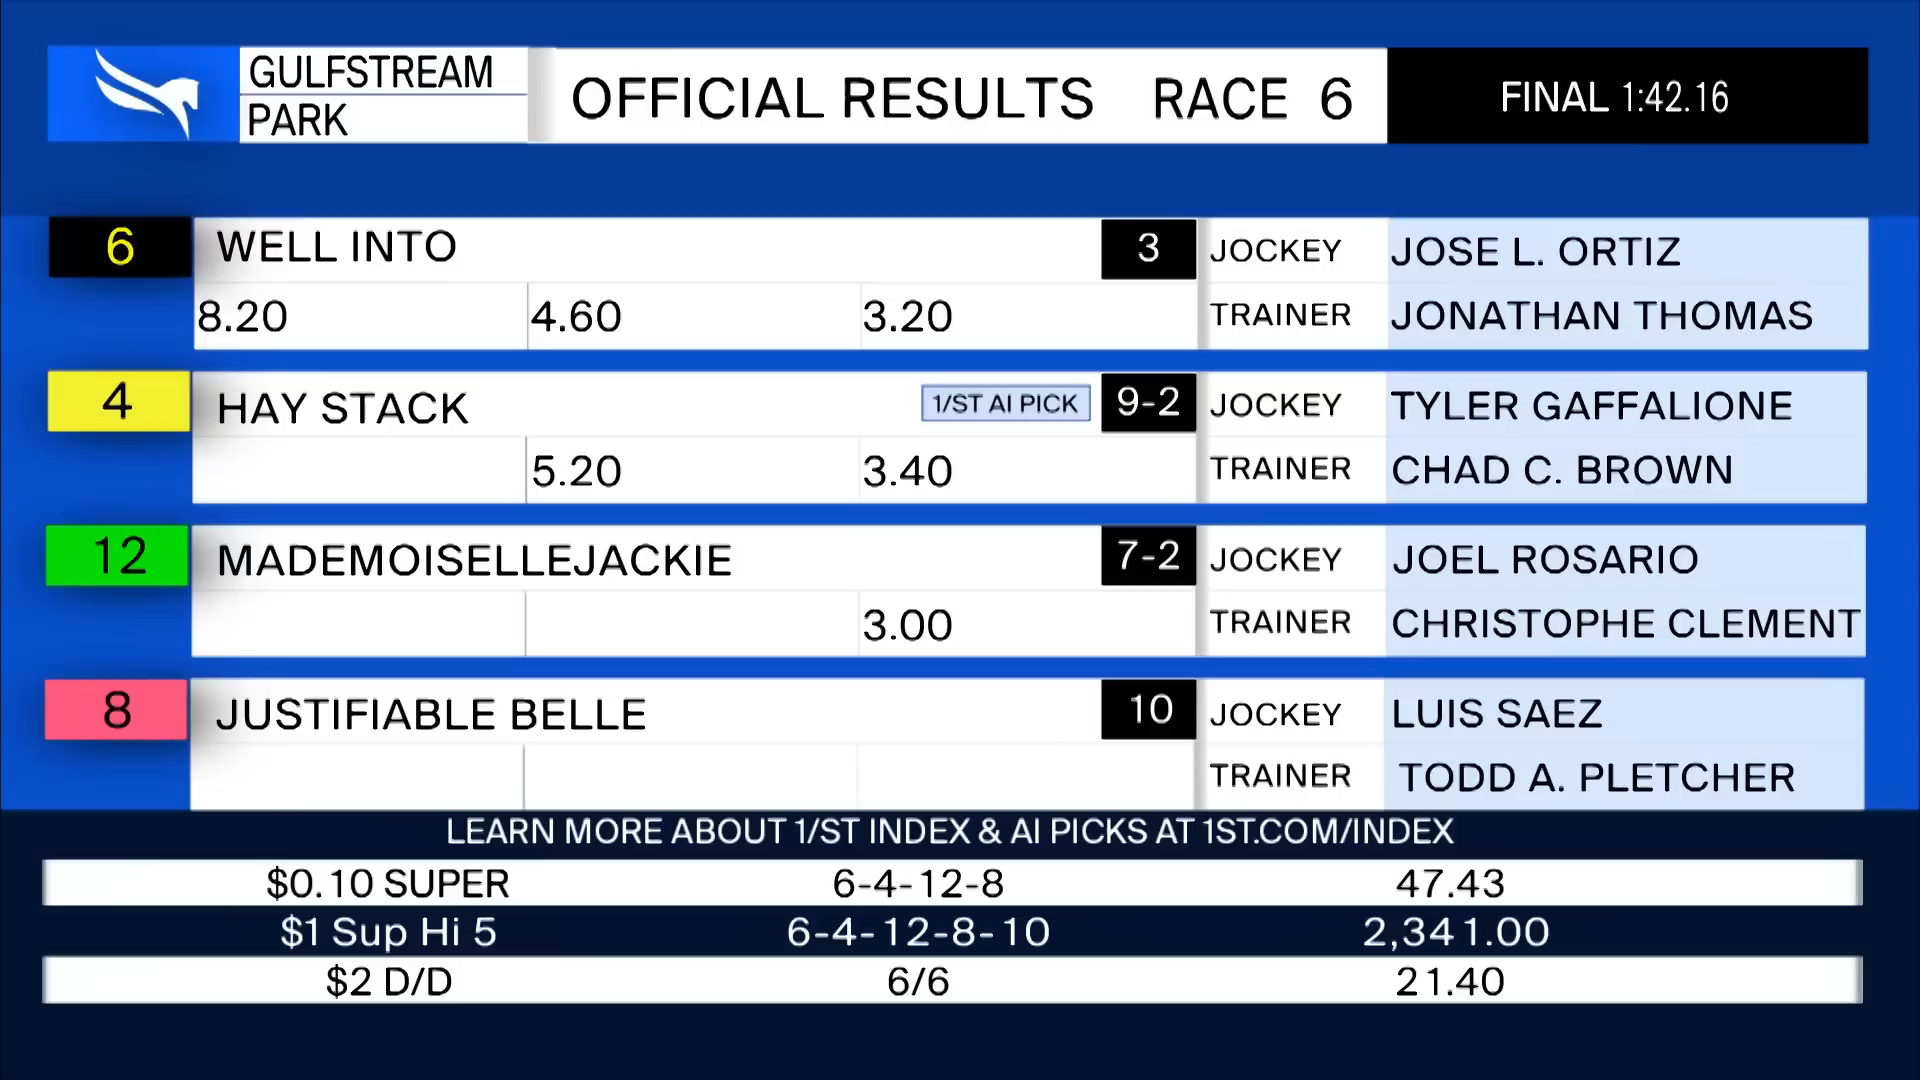 GULFSTREAM
PARK
OFFICIAL RESULTS RACE 6
FINAL 1:42.16
6 WELL INTO 3 JOCKEY JOSE L. ORTIZ
8.20 4.60 3.20 TRAINER JONATHAN THOMAS
4 HAY STACK 1/ST AI PICK 9-2 JOCKEY TYLER GAFFALIONE
5.20 3.40 TRAINER CHAD C. BROWN
12 MADEMOISELLEJACKIE 7-2 JOCKEY JOEL ROSARIO
3.00 TRAINER CHRISTOPHE CLEMENT
8 JUSTIFIABLE BELLE 10 JOCKEY LUIS SAEZ
TRAINER TODD A. PLETCHER
LEARN MORE ABOUT 1/ST INDEX & AI PICKS AT 1ST.COM/INDEX
$0.10 SUPER 6-4-12-8 47.43
$1 Sup Hi 5 6-4-12-8-10 2,341.00
$2 D/D 6/6 21.40